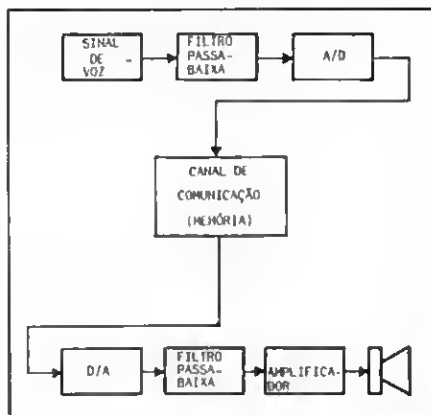 SINAL
DE
VOZ
FILTRO
PASSA-
BAIXA
A/D
CANAL DE
COMUNICAÇÃO
(MEMÓRIA)
D/A
FILTRO
PASSA-
BAIXA
AMPLIFICA-
DOR